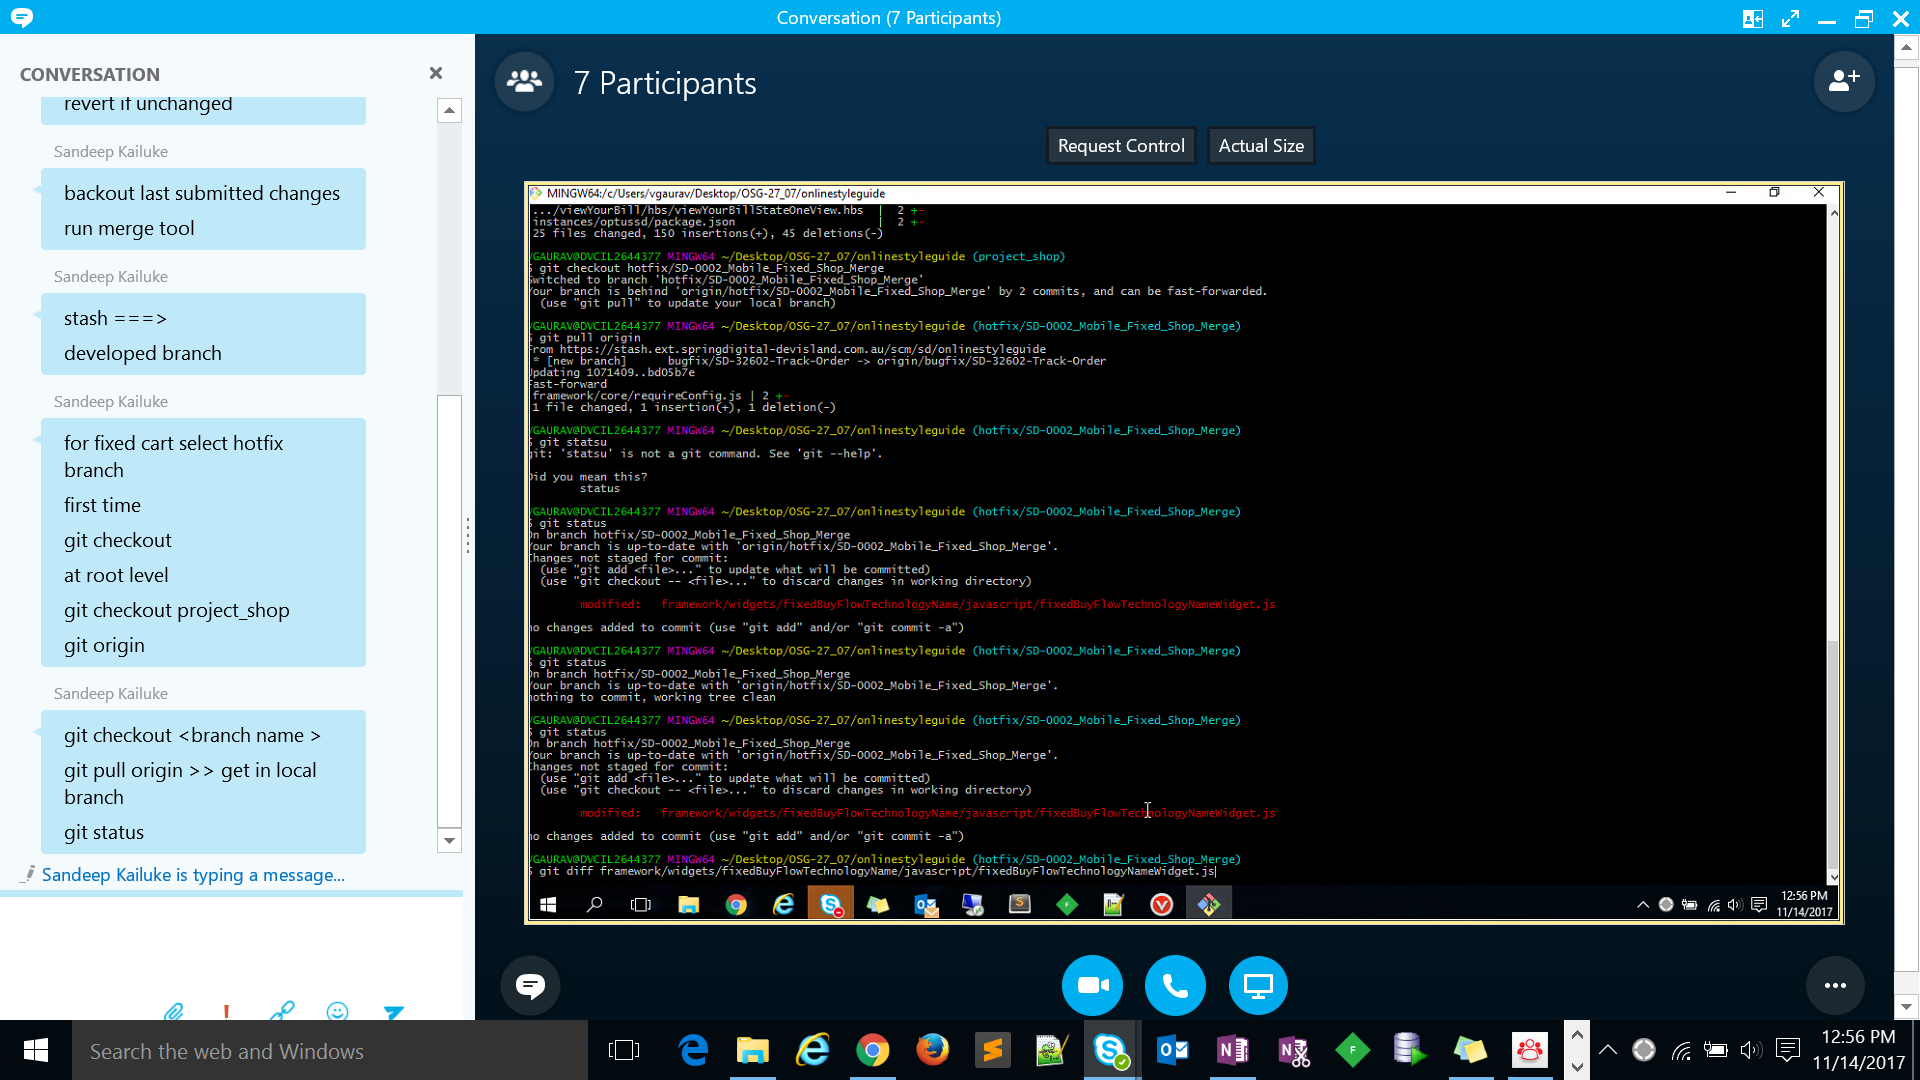 Conversation (7 Participants)
CONVERSATION
revert if unchanged
Sandeep Kailuke
backout last submitted changes
run merge tool
Sandeep Kailuke
stash ===>
developed branch
Sandeep Kailuke
for fixed cart select hotfix
branch
first time
git checkout
at root level
git checkout project_shop
git origin
Sandeep Kailuke
git checkout <branch name >
git pull origin >> get in local
branch
git status
Sandeep Kailuke is typing a message...
7 Participants
Request Control
Actual Size
MINGW64:/c/Users/vgaurav/Desktop/OSG-27_07/onlinestyleguide
.../viewYourBill/hbs/viewYourBillStateOneView.hbs | 2 +-
instances/optussd/package.json | 2 +-
25 files changed, 150 insertions(+), 45 deletions(-)
VGAURAV@DVCIL2644377 MINGW64 ~/Desktop/OSG-27_07/onlinestyleguide (project_shop)
$ git checkout hotfix/SD-0002_Mobile_Fixed_Shop_Merge
Switched to branch 'hotfix/SD-0002_Mobile_Fixed_Shop_Merge'
Your branch is behind 'origin/hotfix/SD-0002_Mobile_Fixed_Shop_Merge' by 2 commits, and can be fast-forwarded.
(use "git pull" to update your local branch)
VGAURAV@DVCIL2644377 MINGW64 ~/Desktop/OSG-27_07/onlinestyleguide (hotfix/SD-0002_Mobile_Fixed_Shop_Merge)
$ git pull origin
From https://stash.ext.springdigital-devisland.com.au/scm/sd/onlinestyleguide
* [new branch] bugfix/SD-32602-Track-Order -> origin/bugfix/SD-32602-Track-Order
Updating 1071409..bd05b7e
Fast-forward
framework/core/requireConfig.js | 2 +-
1 file changed, 1 insertion(+), 1 deletion(-)
VGAURAV@DVCIL2644377 MINGW64 ~/Desktop/OSG-27_07/onlinestyleguide (hotfix/SD-0002_Mobile_Fixed_Shop_Merge)
$ git statsu
git: 'statsu' is not a git command. See 'git --help'.
Did you mean this?
status
VGAURAV@DVCIL2644377 MINGW64 ~/Desktop/OSG-27_07/onlinestyleguide (hotfix/SD-0002_Mobile_Fixed_Shop_Merge)
$ git status
On branch hotfix/SD-0002_Mobile_Fixed_Shop_Merge
Your branch is up-to-date with 'origin/hotfix/SD-0002_Mobile_Fixed_Shop_Merge'.
Changes not staged for commit:
(use "git add <file>..." to update what will be committed)
(use "git checkout -- <file>..." to discard changes in working directory)
modified: framework/widgets/fixedBuyFlowTechnologyName/javascript/fixedBuyFlowTechnologyNameWidget.js
no changes added to commit (use "git add" and/or "git commit -a")
VGAURAV@DVCIL2644377 MINGW64 ~/Desktop/OSG-27_07/onlinestyleguide (hotfix/SD-0002_Mobile_Fixed_Shop_Merge)
$ git status
On branch hotfix/SD-0002_Mobile_Fixed_Shop_Merge
Your branch is up-to-date with 'origin/hotfix/SD-0002_Mobile_Fixed_Shop_Merge'.
nothing to commit, working tree clean
VGAURAV@DVCIL2644377 MINGW64 ~/Desktop/OSG-27_07/onlinestyleguide (hotfix/SD-0002_Mobile_Fixed_Shop_Merge)
$ git status
On branch hotfix/SD-0002_Mobile_Fixed_Shop_Merge
Your branch is up-to-date with 'origin/hotfix/SD-0002_Mobile_Fixed_Shop_Merge'.
Changes not staged for commit:
(use "git add <file>..." to update what will be committed)
(use "git checkout -- <file>..." to discard changes in working directory)
modified: framework/widgets/fixedBuyFlowTechnologyName/javascript/fixedBuyFlowTechnologyNameWidget.js
no changes added to commit (use "git add" and/or "git commit -a")
VGAURAV@DVCIL2644377 MINGW64 ~/Desktop/OSG-27_07/onlinestyleguide (hotfix/SD-0002_Mobile_Fixed_Shop_Merge)
$ git diff framework/widgets/fixedBuyFlowTechnologyName/javascript/fixedBuyFlowTechnologyNameWidget.js
12:56 PM
11/14/2017
Search the web and Windows
12:56 PM
11/14/2017